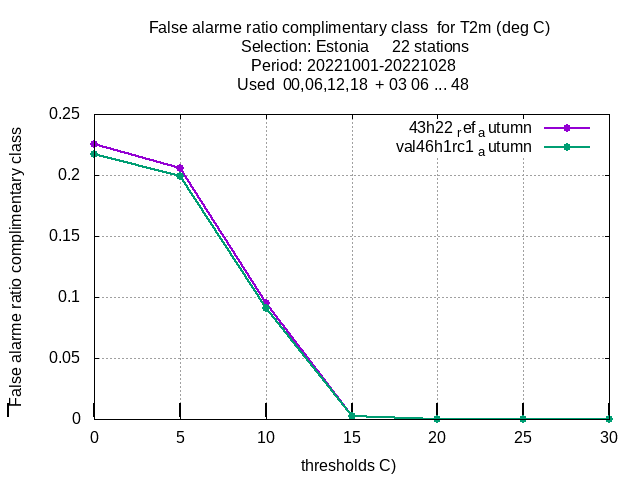 False alarme ratio complimentary class for T2m (deg C)
Selection: Estonia 22 stations
Period: 20221001-20221028
Used 00,06,12,18 + 03 06 ... 48
False alarme ratio complimentary class
43h22 ref a utumn
val46h1rc1 a utumn
0.25
0.2
0.15
0.1
0.05
0
0 5 10 15 20 25 30
thresholds C)